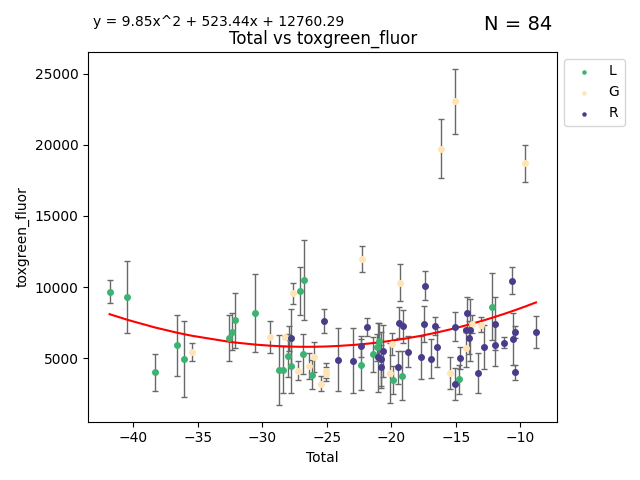 y = 9.85x^2 + 523.44x + 12760.29
N = 84
Total vs toxgreen_fluor
L
G
R
25000
20000
15000
10000
5000
toxgreen_fluor
−40 −35 −30 −25 −20 −15 −10
Total